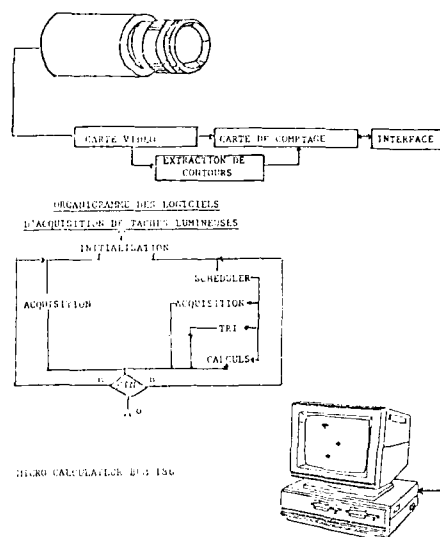 CARTE VIDEO
CARTE DE COMPTAGE
INTERFACE
EXTRACTION DE
CONTOURS
ORGANIGRAMME DES LOGICIELS
D'ACQUISITION DE TACHES LUMINEUSES
INITIALISATION
SCHEDULER
ACQUISITION
ACQUISITION
TRI
CALCULS
FIN
O
MICRO CALCULATEUR